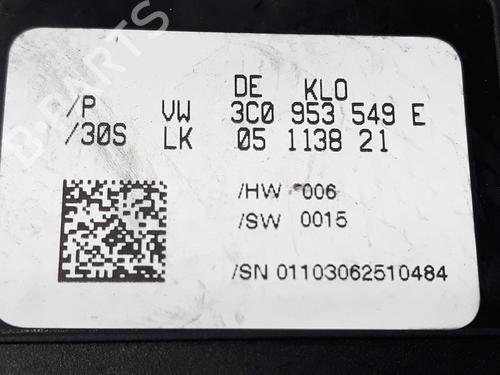 DE KLO
/P VW 3C0 953 549 E
/30S LK 05 1138 21
/HW 006
/SW 0015
/SN 01103062510484
B-PARTS